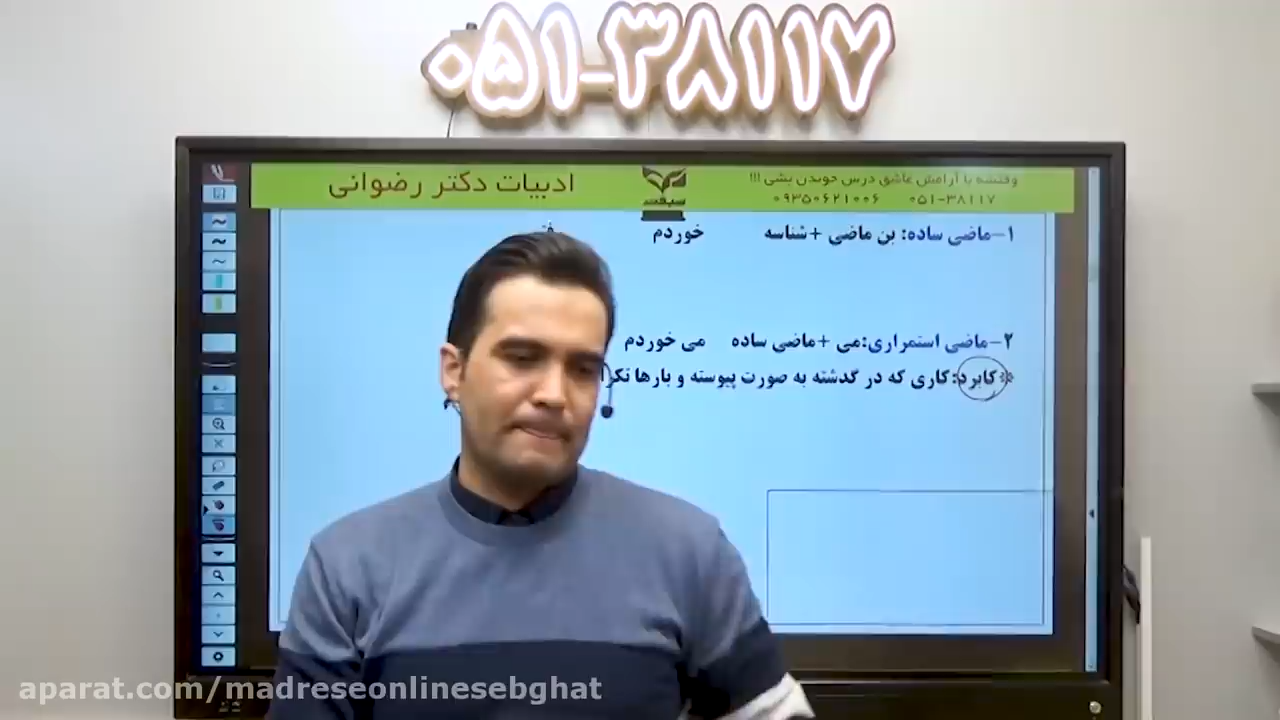 ۰۵۱-۳۸۱۱۷
وقتشه با آرامش عاشق درس خوندن بشی !!!
۰۵۱-۳۸۱۱۷ ۰۹۳۵۰۶۲۱۰۰۶
سبقت
ادبیات دکتر رضوانی
۱-ماضی ساده: بن ماضی +شناسه خوردم
۲-ماضی استمراری:می +ماضی ساده می خوردم
*کابرد:کاری که در گذشته به صورت پیوسته و بارها
aparat.com/madreseonlinesebghat